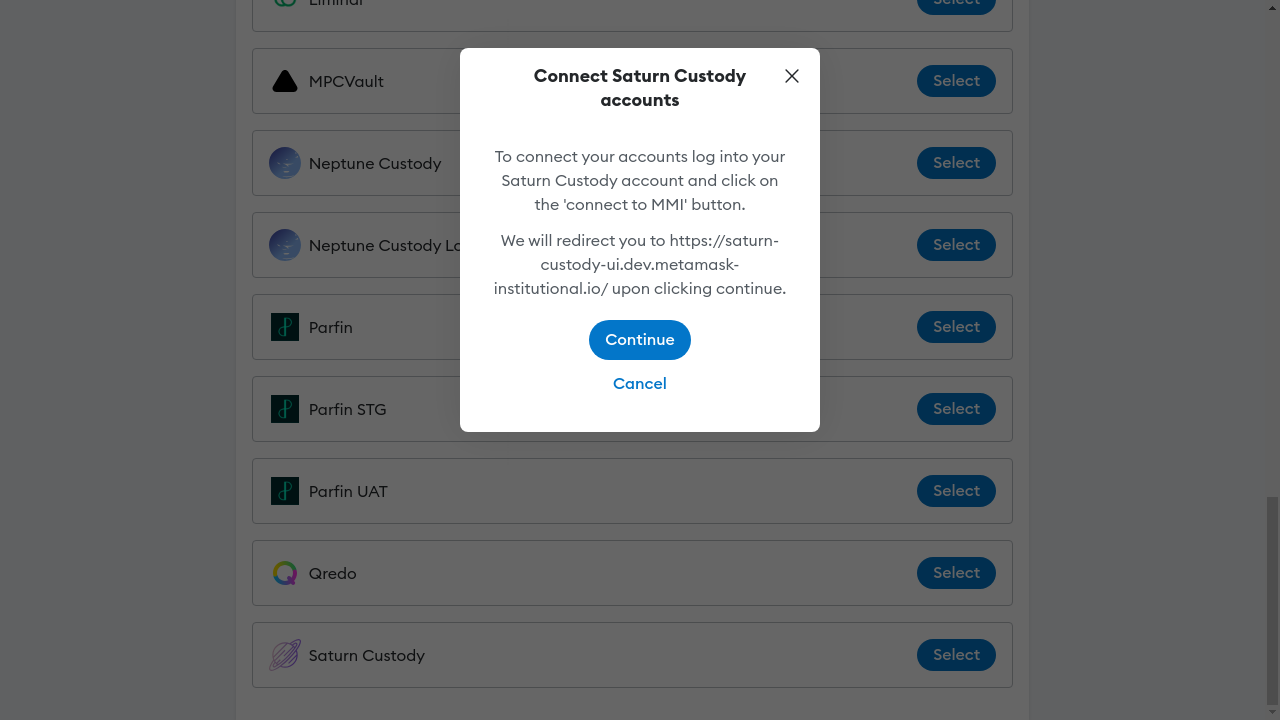 Liminal
Select
MPCVault
Select
Connect Saturn Custody
accounts
To connect your accounts log into your
Saturn Custody account and click on
the 'connect to MMI' button.
We will redirect you to https://saturn-
custody-ui.dev.metamask-
institutional.io/ upon clicking continue.
Continue
Cancel
Neptune Custody
Select
Neptune Custody Lo
Select
Parfin
Select
Parfin STG
Select
Parfin UAT
Select
Qredo
Select
Saturn Custody
Select